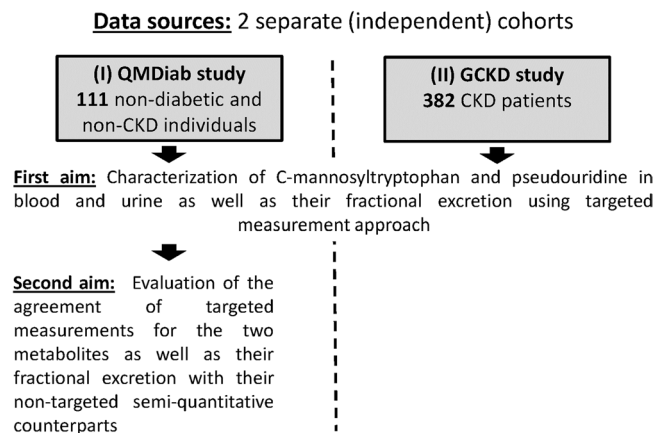 Data sources: 2 separate (independent) cohorts
(I) QMDiab study
111 non-diabetic and
non-CKD individuals
(II) GCKD study
382 CKD patients
First aim: Characterization of C-mannosyltryptophan and pseudouridine in
blood and urine as well as their fractional excretion using targeted
measurement approach
Second aim: Evaluation of the
agreement of targeted
measurements for the two
metabolites as well as their
fractional excretion with their
non-targeted semi-quantitative
counterparts